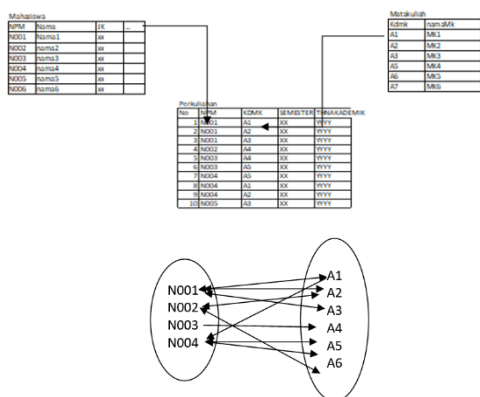 Mahasiswa
NPM Nama JK ...
N001 Nama1 xx
N002 nama2 xx
N003 nama3 xx
N004 nama4 xx
N005 nama5 xx
N006 nama6 xx
Matakuliah
Kdmk namaMk
A1 MK1
A2 MK2
A3 MK3
A5 MK4
A6 MK5
A7 MK6
Perkuliahan
No NPM KDMK SEMESTER THNAKADEMIK
1 N001 A1 XX YYYY
2 N001 A2 XX YYYY
3 N001 A3 XX YYYY
4 N002 A4 XX YYYY
5 N003 A4 XX YYYY
6 N003 A5 XX YYYY
7 N004 A5 XX YYYY
8 N004 A1 XX YYYY
9 N004 A2 XX YYYY
10 N005 A3 XX YYYY
N001
N002
N003
N004
A1
A2
A3
A4
A5
A6